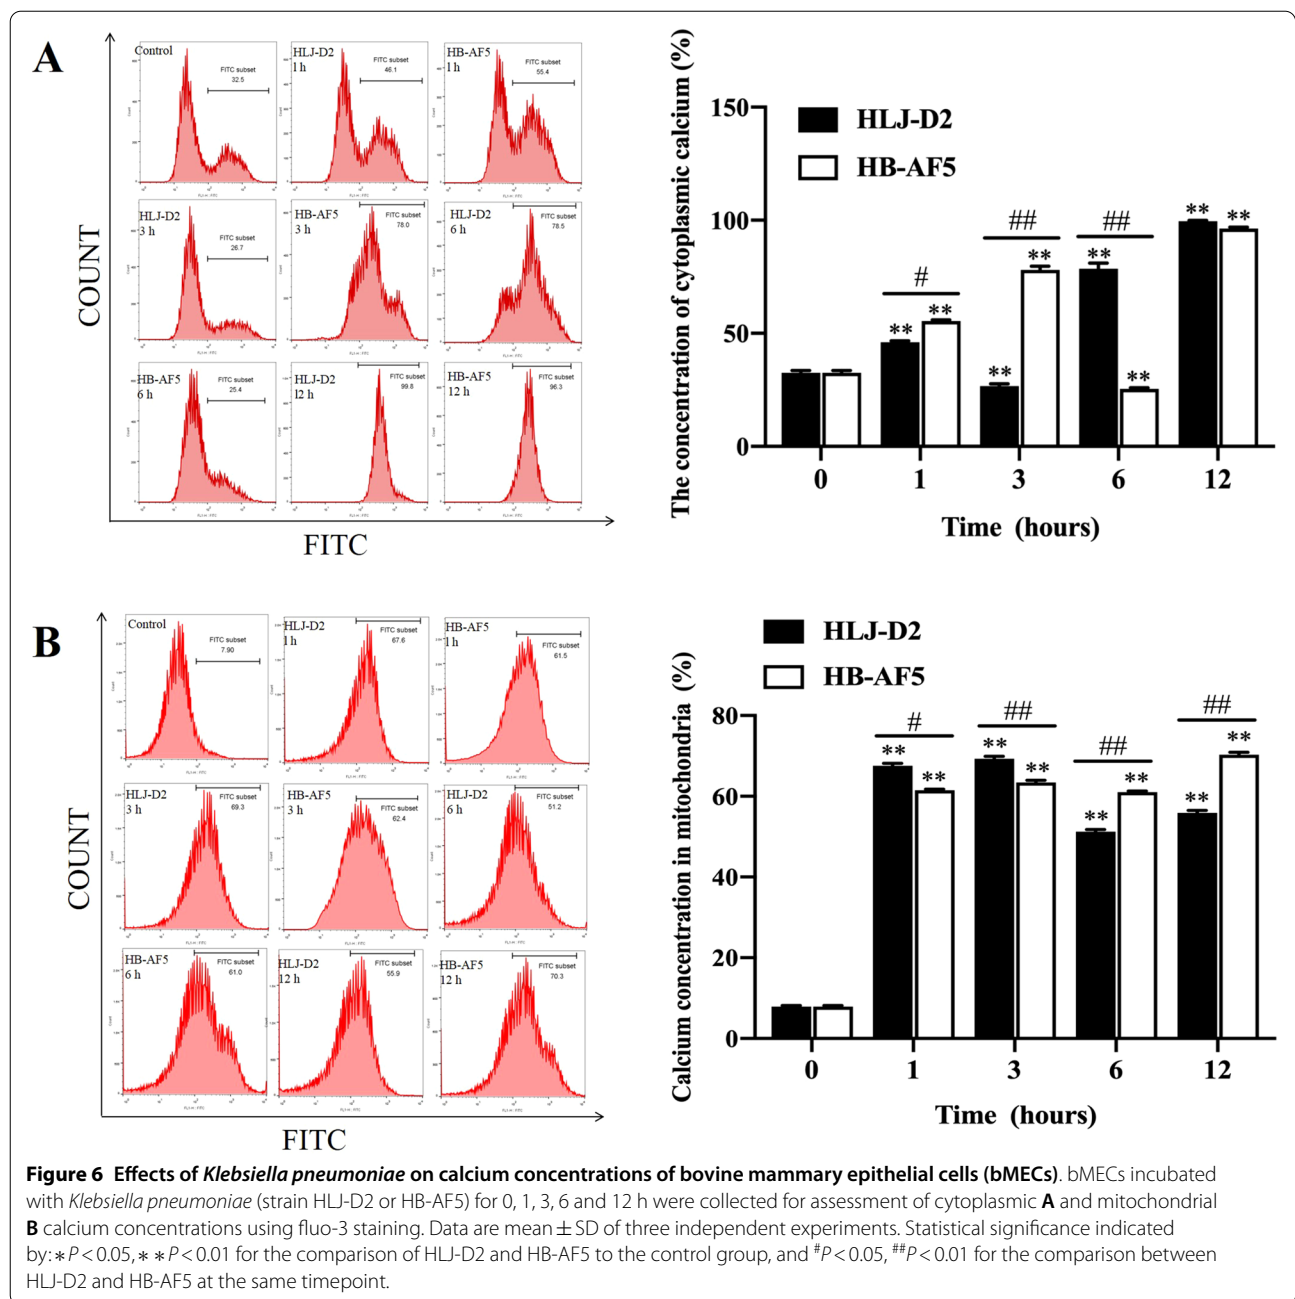 A
COUNT
Control
FITC subset
32.5
HLJ-D2
1 h
FITC subset
46.1
HB-AF5
1 h
FITC subset
55.4
HLJ-D2
3 h
FITC subset
26.7
HB-AF5
3 h
FITC subset
78.0
HLJ-D2
6 h
FITC subset
78.5
HB-AF5
6 h
FITC subset
25.4
HLJ-D2
12 h
FITC subset
99.8
HB-AF5
12 h
FITC subset
96.3
FITC
The concentration of cytoplasmic calcium (%)
HLJ-D2
HB-AF5
150
100
50
0
** ** # ** ** ## ** ** ## ** **
0 1 3 6 12
Time (hours)
B
COUNT
Control
FITC subset
7.90
HLJ-D2
1 h
FITC subset
67.6
HB-AF5
1 h
FITC subset
61.5
HLJ-D2
3 h
FITC subset
69.3
HB-AF5
3 h
FITC subset
62.4
HLJ-D2
6 h
FITC subset
51.2
HB-AF5
6 h
FITC subset
61.0
HLJ-D2
12 h
FITC subset
55.9
HB-AF5
12 h
FITC subset
70.3
FITC
Calcium concentration in mitochondria (%)
HLJ-D2
HB-AF5
80
60
40
20
0
** ** # ** ** ## ** ** ## ** ** ##
0 1 3 6 12
Time (hours)
Figure 6 Effects of Klebsiella pneumoniae on calcium concentrations of bovine mammary epithelial cells (bMECs). bMECs incubated
with Klebsiella pneumoniae (strain HLJ-D2 or HB-AF5) for 0, 1, 3, 6 and 12 h were collected for assessment of cytoplasmic A and mitochondrial
B calcium concentrations using fluo-3 staining. Data are mean ± SD of three independent experiments. Statistical significance indicated
by: ∗P < 0.05, ∗ ∗P < 0.01 for the comparison of HLJ-D2 and HB-AF5 to the control group, and #P < 0.05, ##P < 0.01 for the comparison between
HLJ-D2 and HB-AF5 at the same timepoint.